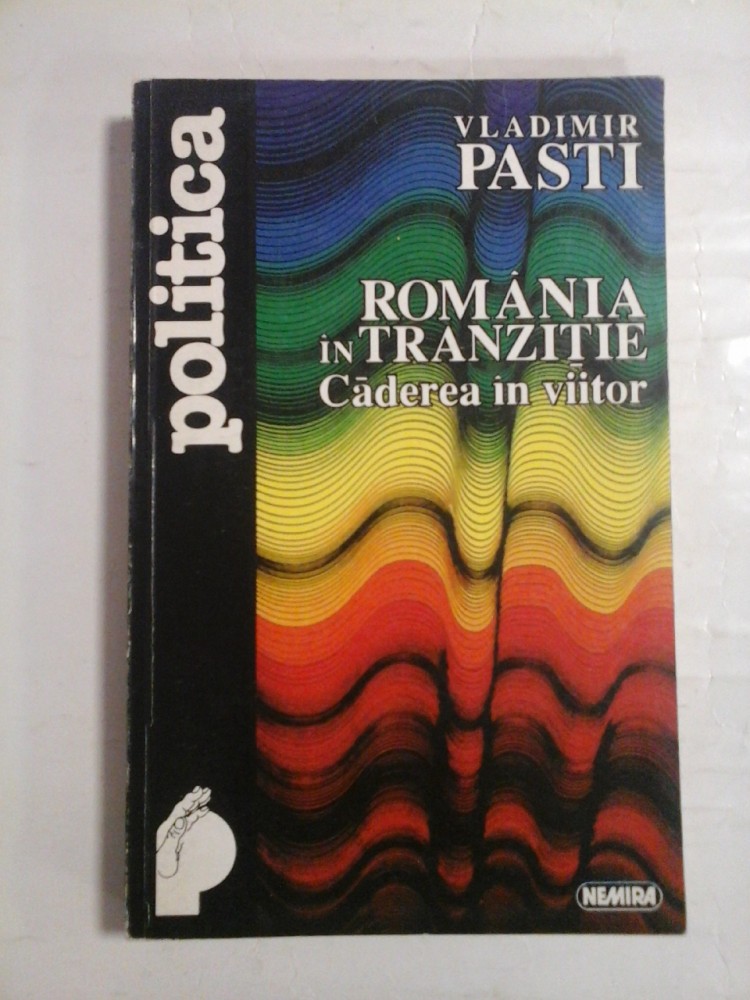 politica
VLADIMIR
PASTI
ROMÂNIA
ÎN TRANZIȚIE
Căderea în viitor
NEMIRA